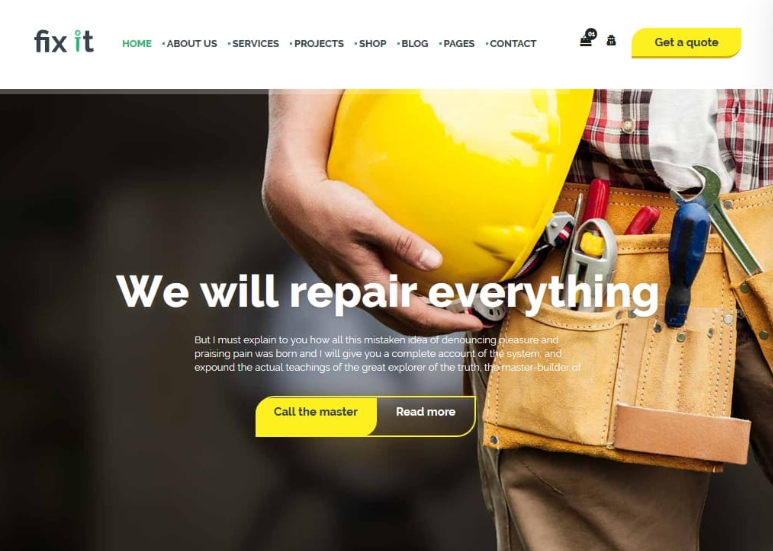 fix it
HOME • ABOUT US • SERVICES • PROJECTS • SHOP • BLOG • PAGES • CONTACT
01
Get a quote
We will repair everything
But I must explain to you how all this mistaken idea of denouncing pleasure and
praising pain was born and I will give you a complete account of the system, and
expound the actual teachings of the great explorer of the truth, the master-builder of
Call the master
Read more